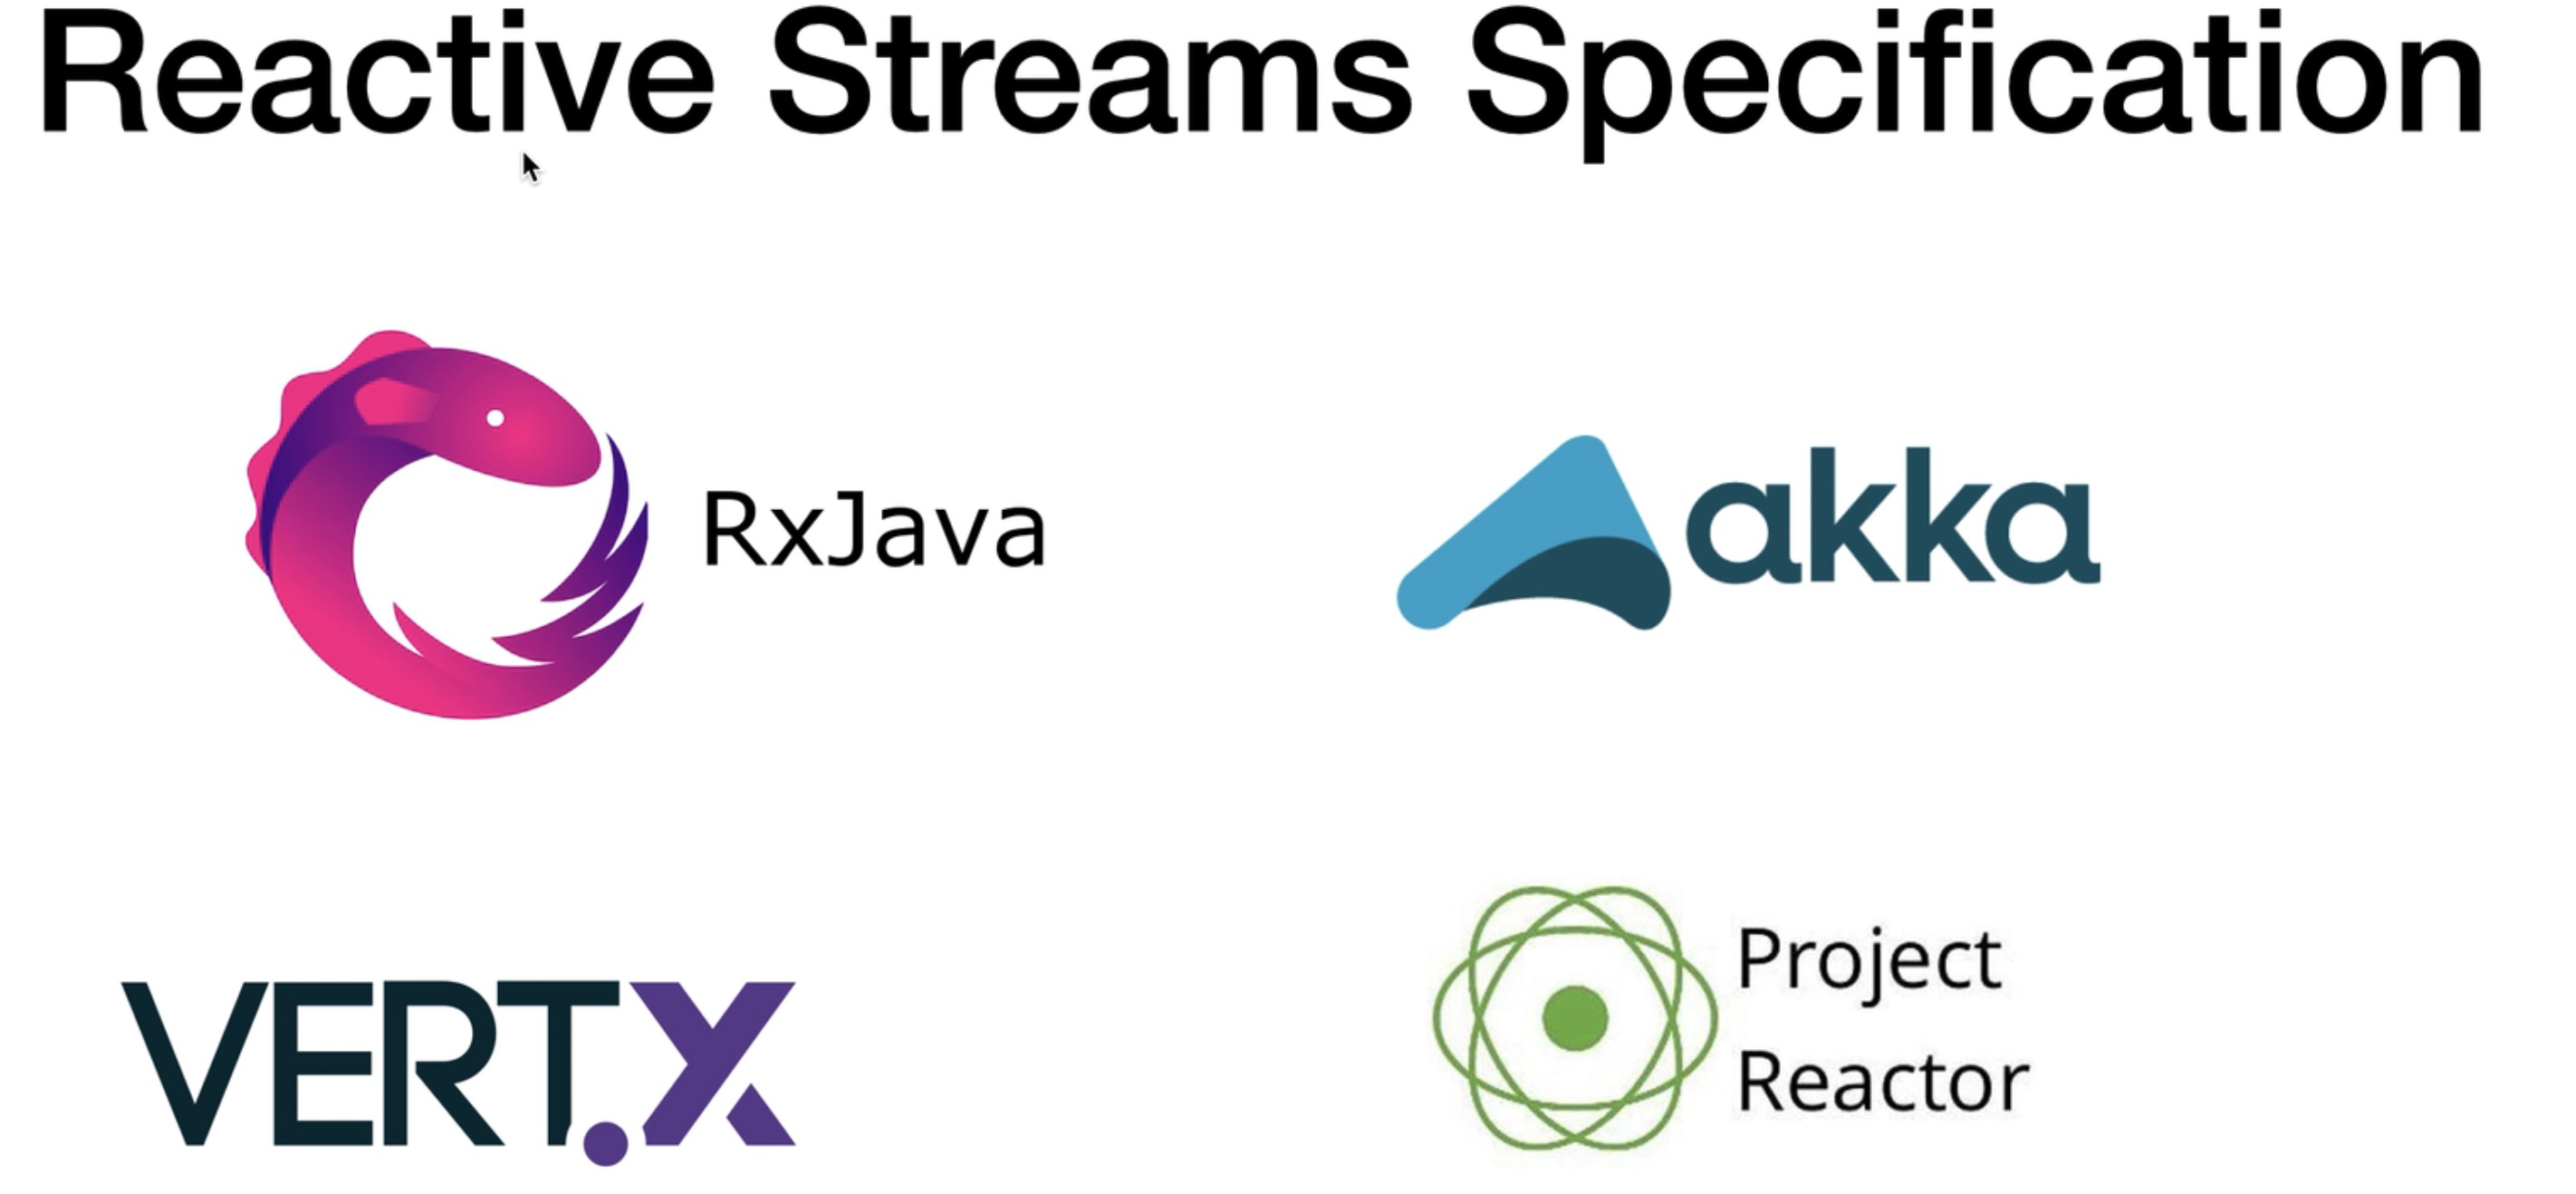 Reactive Streams Specification
RxJava
akka
VERT.X
Project
Reactor